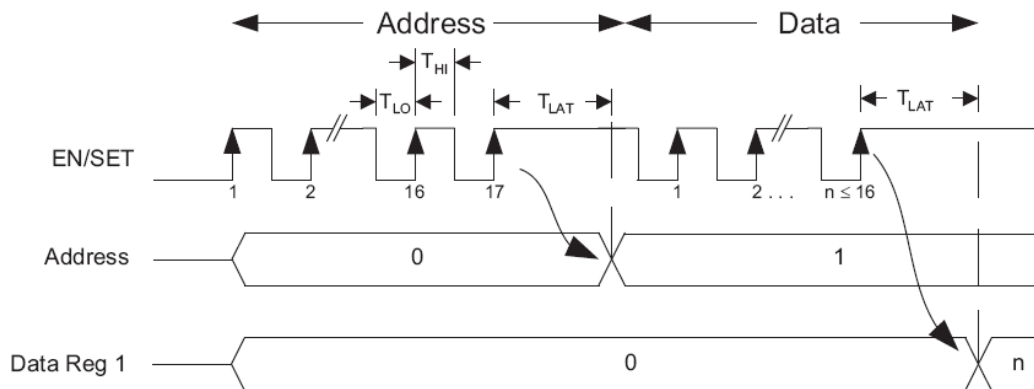 Address Data
T_HI
T_LO T_LAT T_LAT
EN/SET
1 2 16 17 1 2 . . . n ≤ 16
Address 0 1
Data Reg 1 0 n